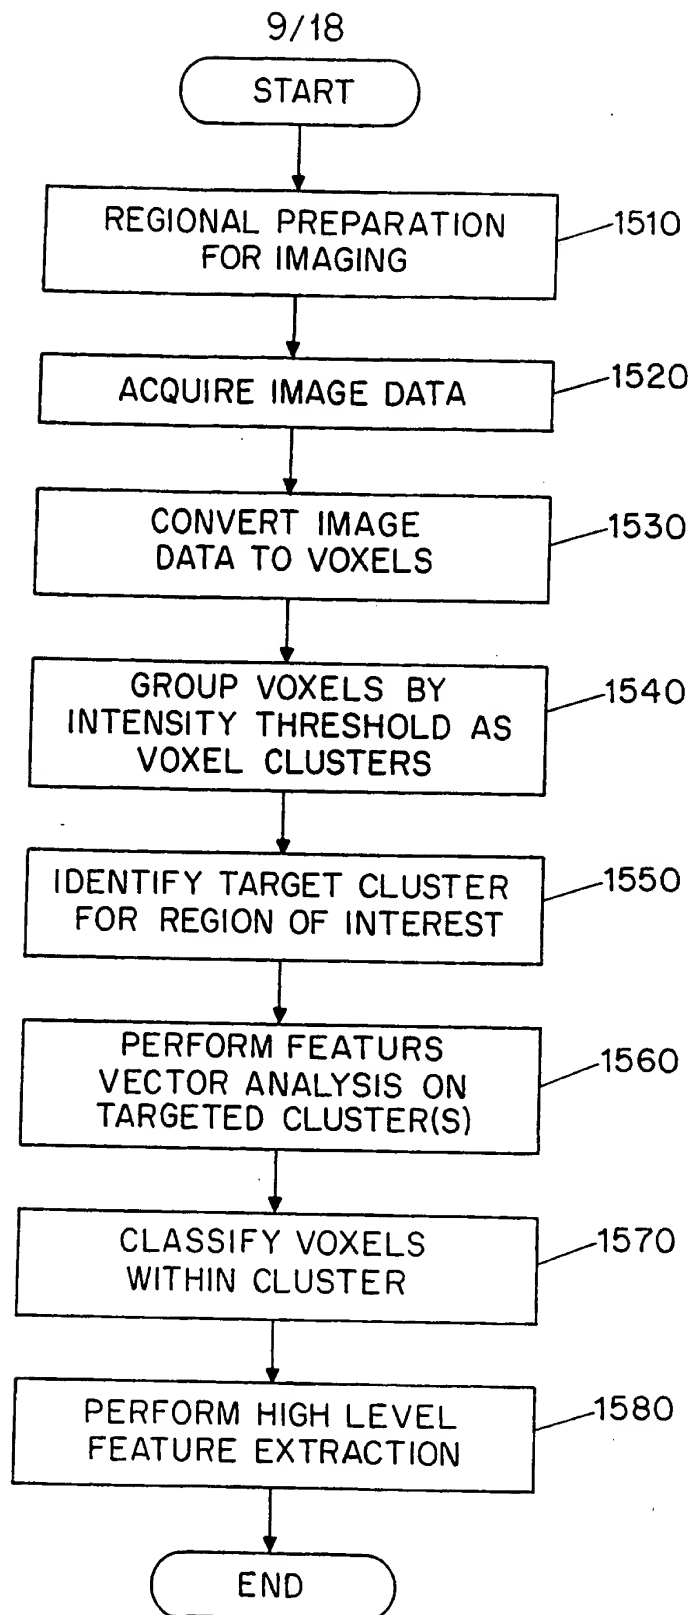 9/18
START
REGIONAL PREPARATION
FOR IMAGING
1510
ACQUIRE IMAGE DATA
1520
CONVERT IMAGE
DATA TO VOXELS
1530
GROUP VOXELS BY
INTENSITY THRESHOLD AS
VOXEL CLUSTERS
1540
IDENTIFY TARGET CLUSTER
FOR REGION OF INTEREST
1550
PERFORM FEATURS
VECTOR ANALYSIS ON
TARGETED CLUSTER(S)
1560
CLASSIFY VOXELS
WITHIN CLUSTER
1570
PERFORM HIGH LEVEL
FEATURE EXTRACTION
1580
END